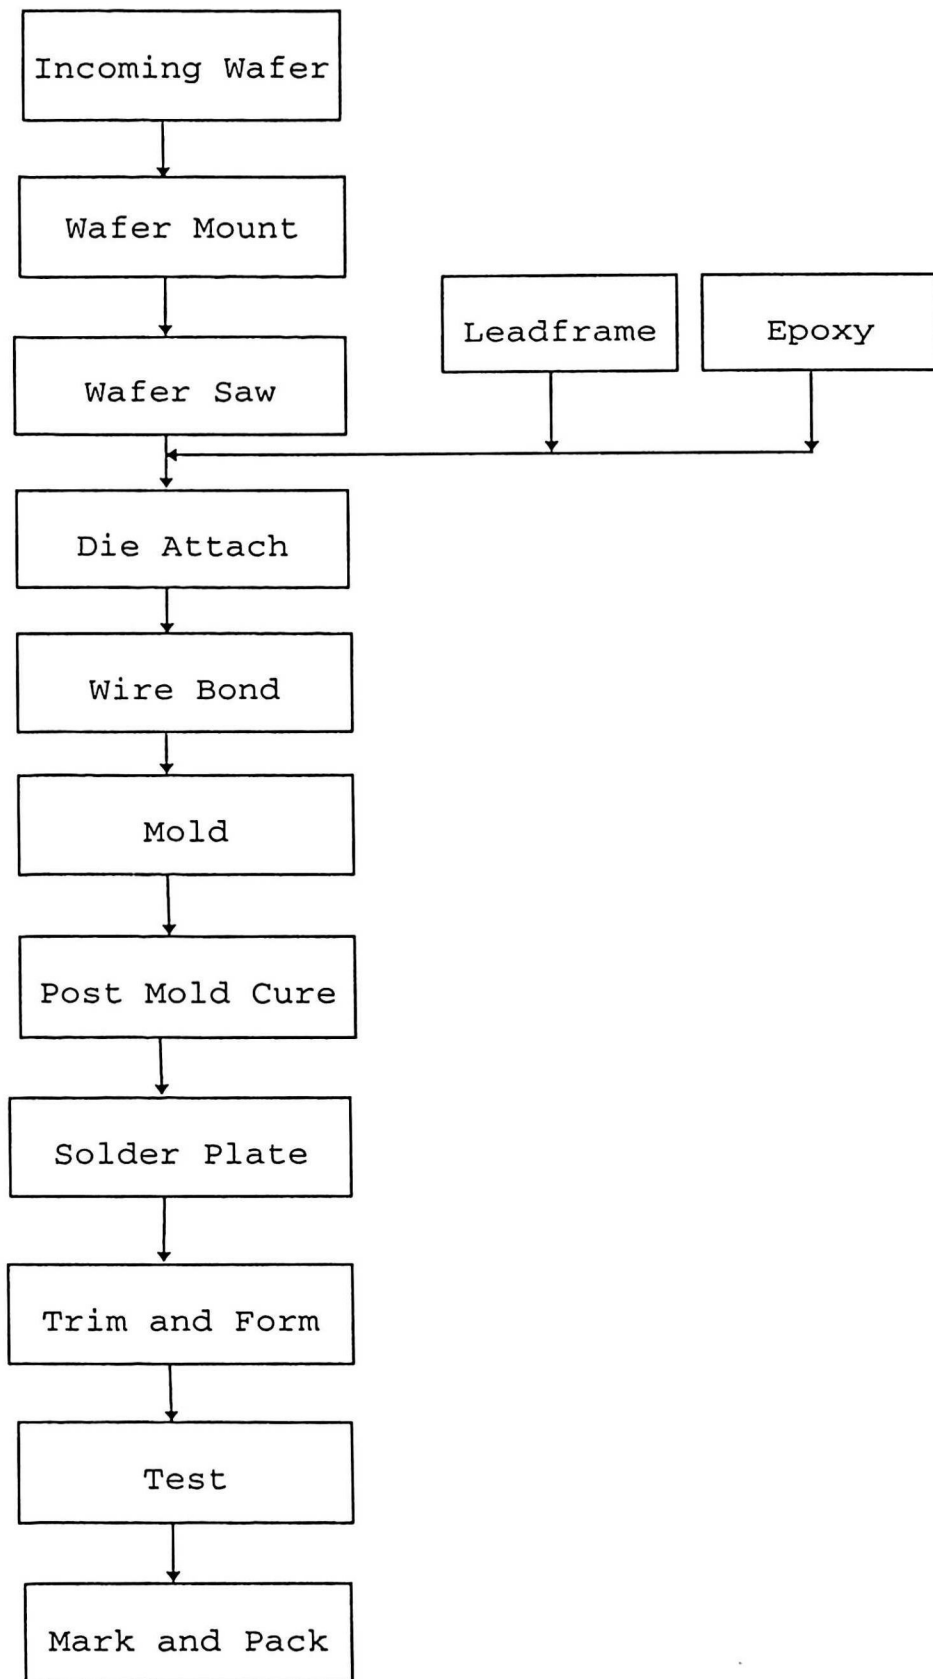 Incoming Wafer
Wafer Mount
Leadframe
Epoxy
Wafer Saw
Die Attach
Wire Bond
Mold
Post Mold Cure
Solder Plate
Trim and Form
Test
Mark and Pack